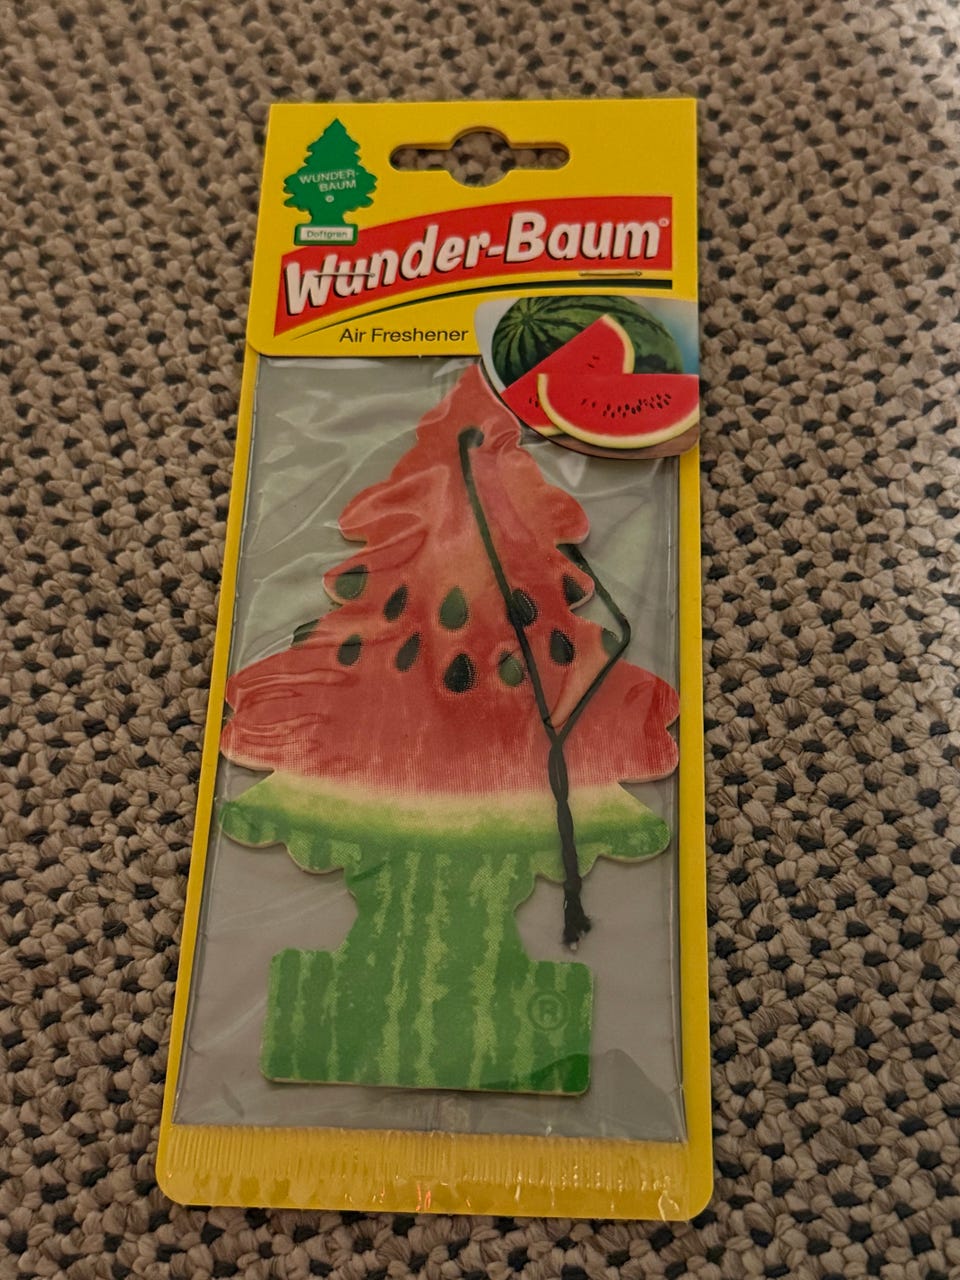 WUNDER-
BAUM
®
Doftgran
Wunder-Baum®
Air Freshener
®